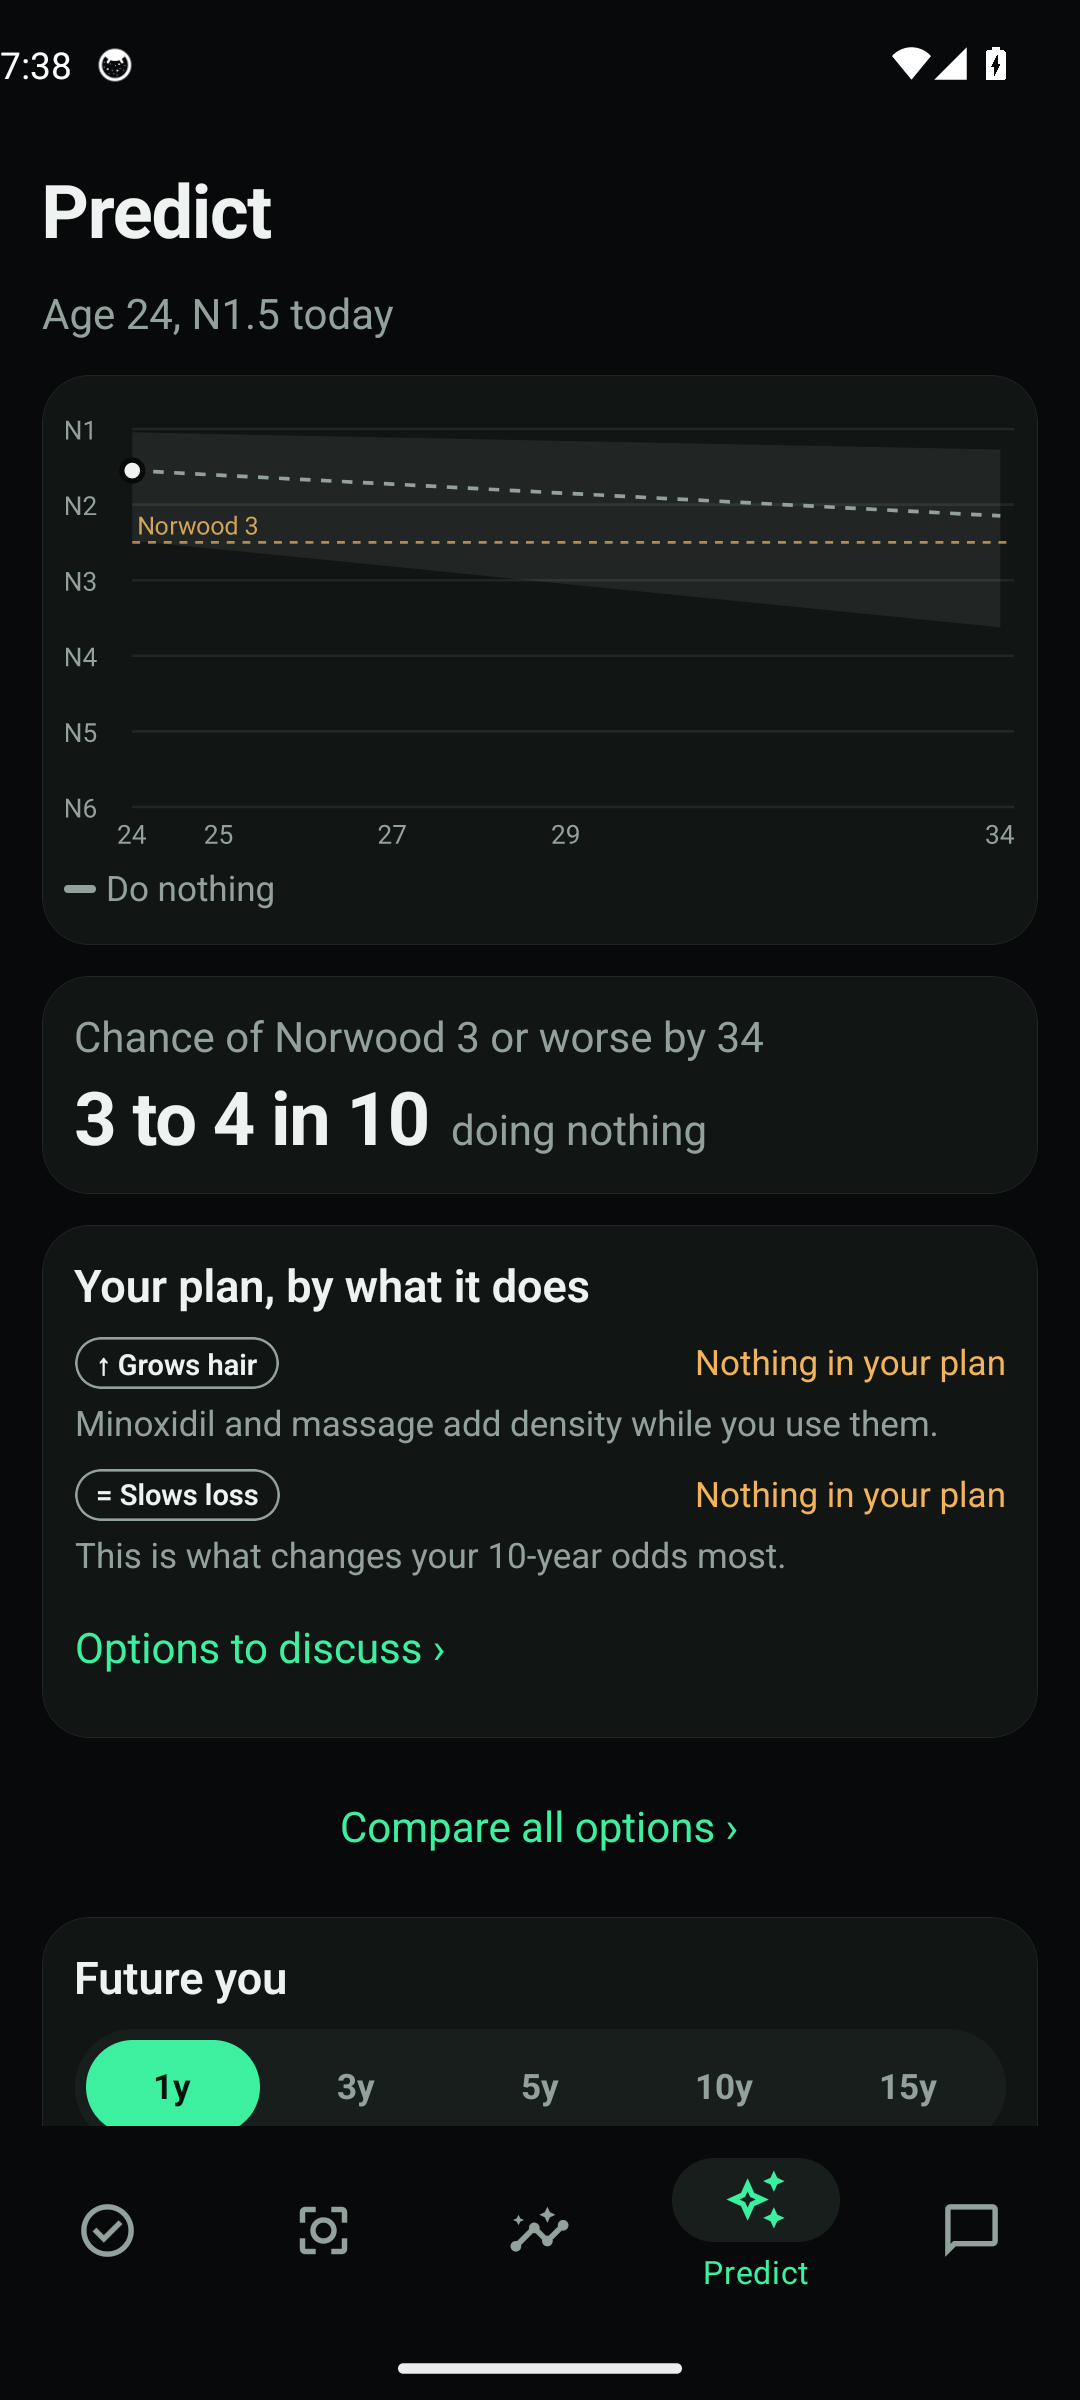 7:38
Predict
Age 24, N1.5 today
N1
N2
Norwood 3
N3
N4
N5
N6
24 25 27 29 34
Do nothing
Chance of Norwood 3 or worse by 34
3 to 4 in 10 doing nothing
Your plan, by what it does
↑ Grows hair Nothing in your plan
Minoxidil and massage add density while you use them.
= Slows loss Nothing in your plan
This is what changes your 10-year odds most.
Options to discuss ›
Compare all options ›
Future you
1y 3y 5y 10y 15y
Predict